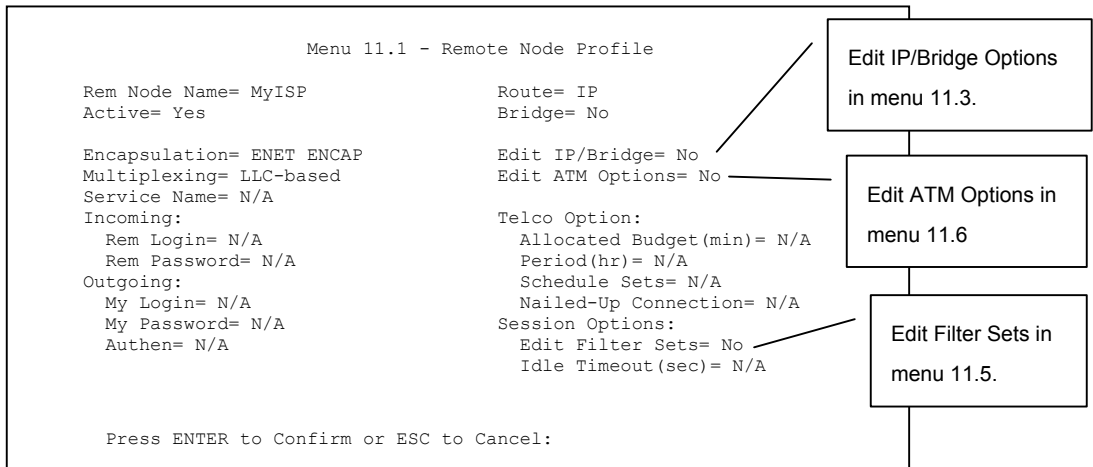 Menu 11.1 - Remote Node Profile
Rem Node Name= MyISP Route= IP
Active= Yes Bridge= No
Encapsulation= ENET ENCAP Edit IP/Bridge= No
Multiplexing= LLC-based Edit ATM Options= No
Service Name= N/A
Incoming: Telco Option:
Rem Login= N/A Allocated Budget(min)= N/A
Rem Password= N/A Period(hr)= N/A
Outgoing: Schedule Sets= N/A
My Login= N/A Nailed-Up Connection= N/A
My Password= N/A Session Options:
Authen= N/A Edit Filter Sets= No
Idle Timeout(sec)= N/A
Press ENTER to Confirm or ESC to Cancel:
Edit IP/Bridge Options
in menu 11.3.
Edit ATM Options in
menu 11.6
Edit Filter Sets in
menu 11.5.